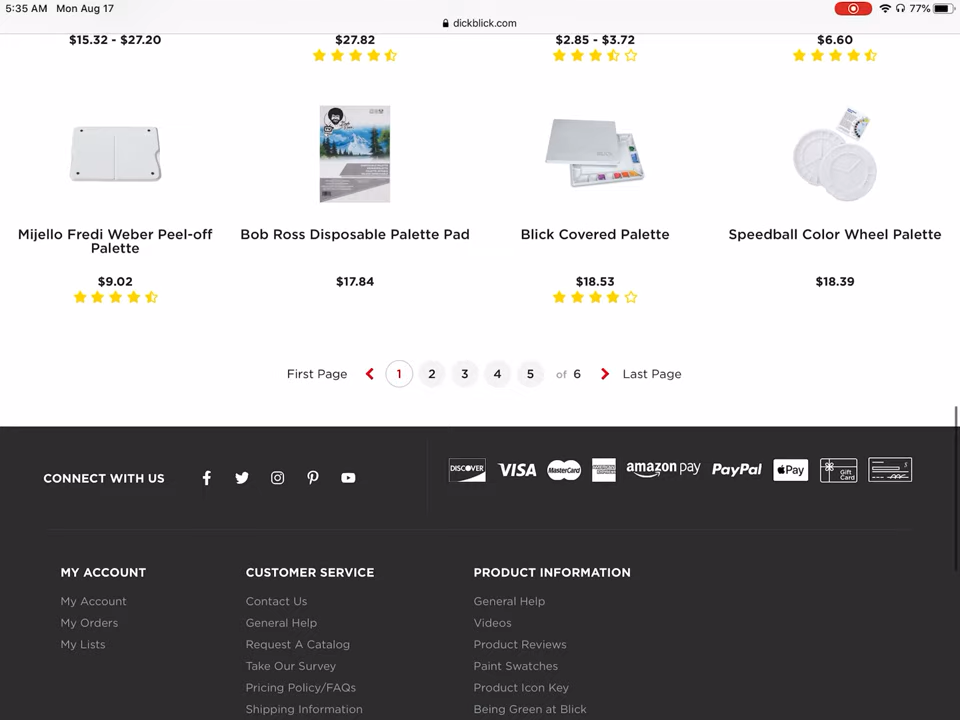 5:35 AM Mon Aug 17
77%
dickblick.com
$15.32 - $27.20
$27.82
$2.85 - $3.72
$6.60
Mijello Fredi Weber Peel-off
Palette
$9.02
Bob Ross Disposable Palette Pad
$17.84
Blick Covered Palette
$18.53
Speedball Color Wheel Palette
$18.39
First Page 1 2 3 4 5 of 6 Last Page
CONNECT WITH US
DISCOVER VISA MasterCard AMERICAN EXPRESS amazon pay PayPal Pay Gift Card
MY ACCOUNT
My Account
My Orders
My Lists
CUSTOMER SERVICE
Contact Us
General Help
Request A Catalog
Take Our Survey
Pricing Policy/FAQs
Shipping Information
PRODUCT INFORMATION
General Help
Videos
Product Reviews
Paint Swatches
Product Icon Key
Being Green at Blick